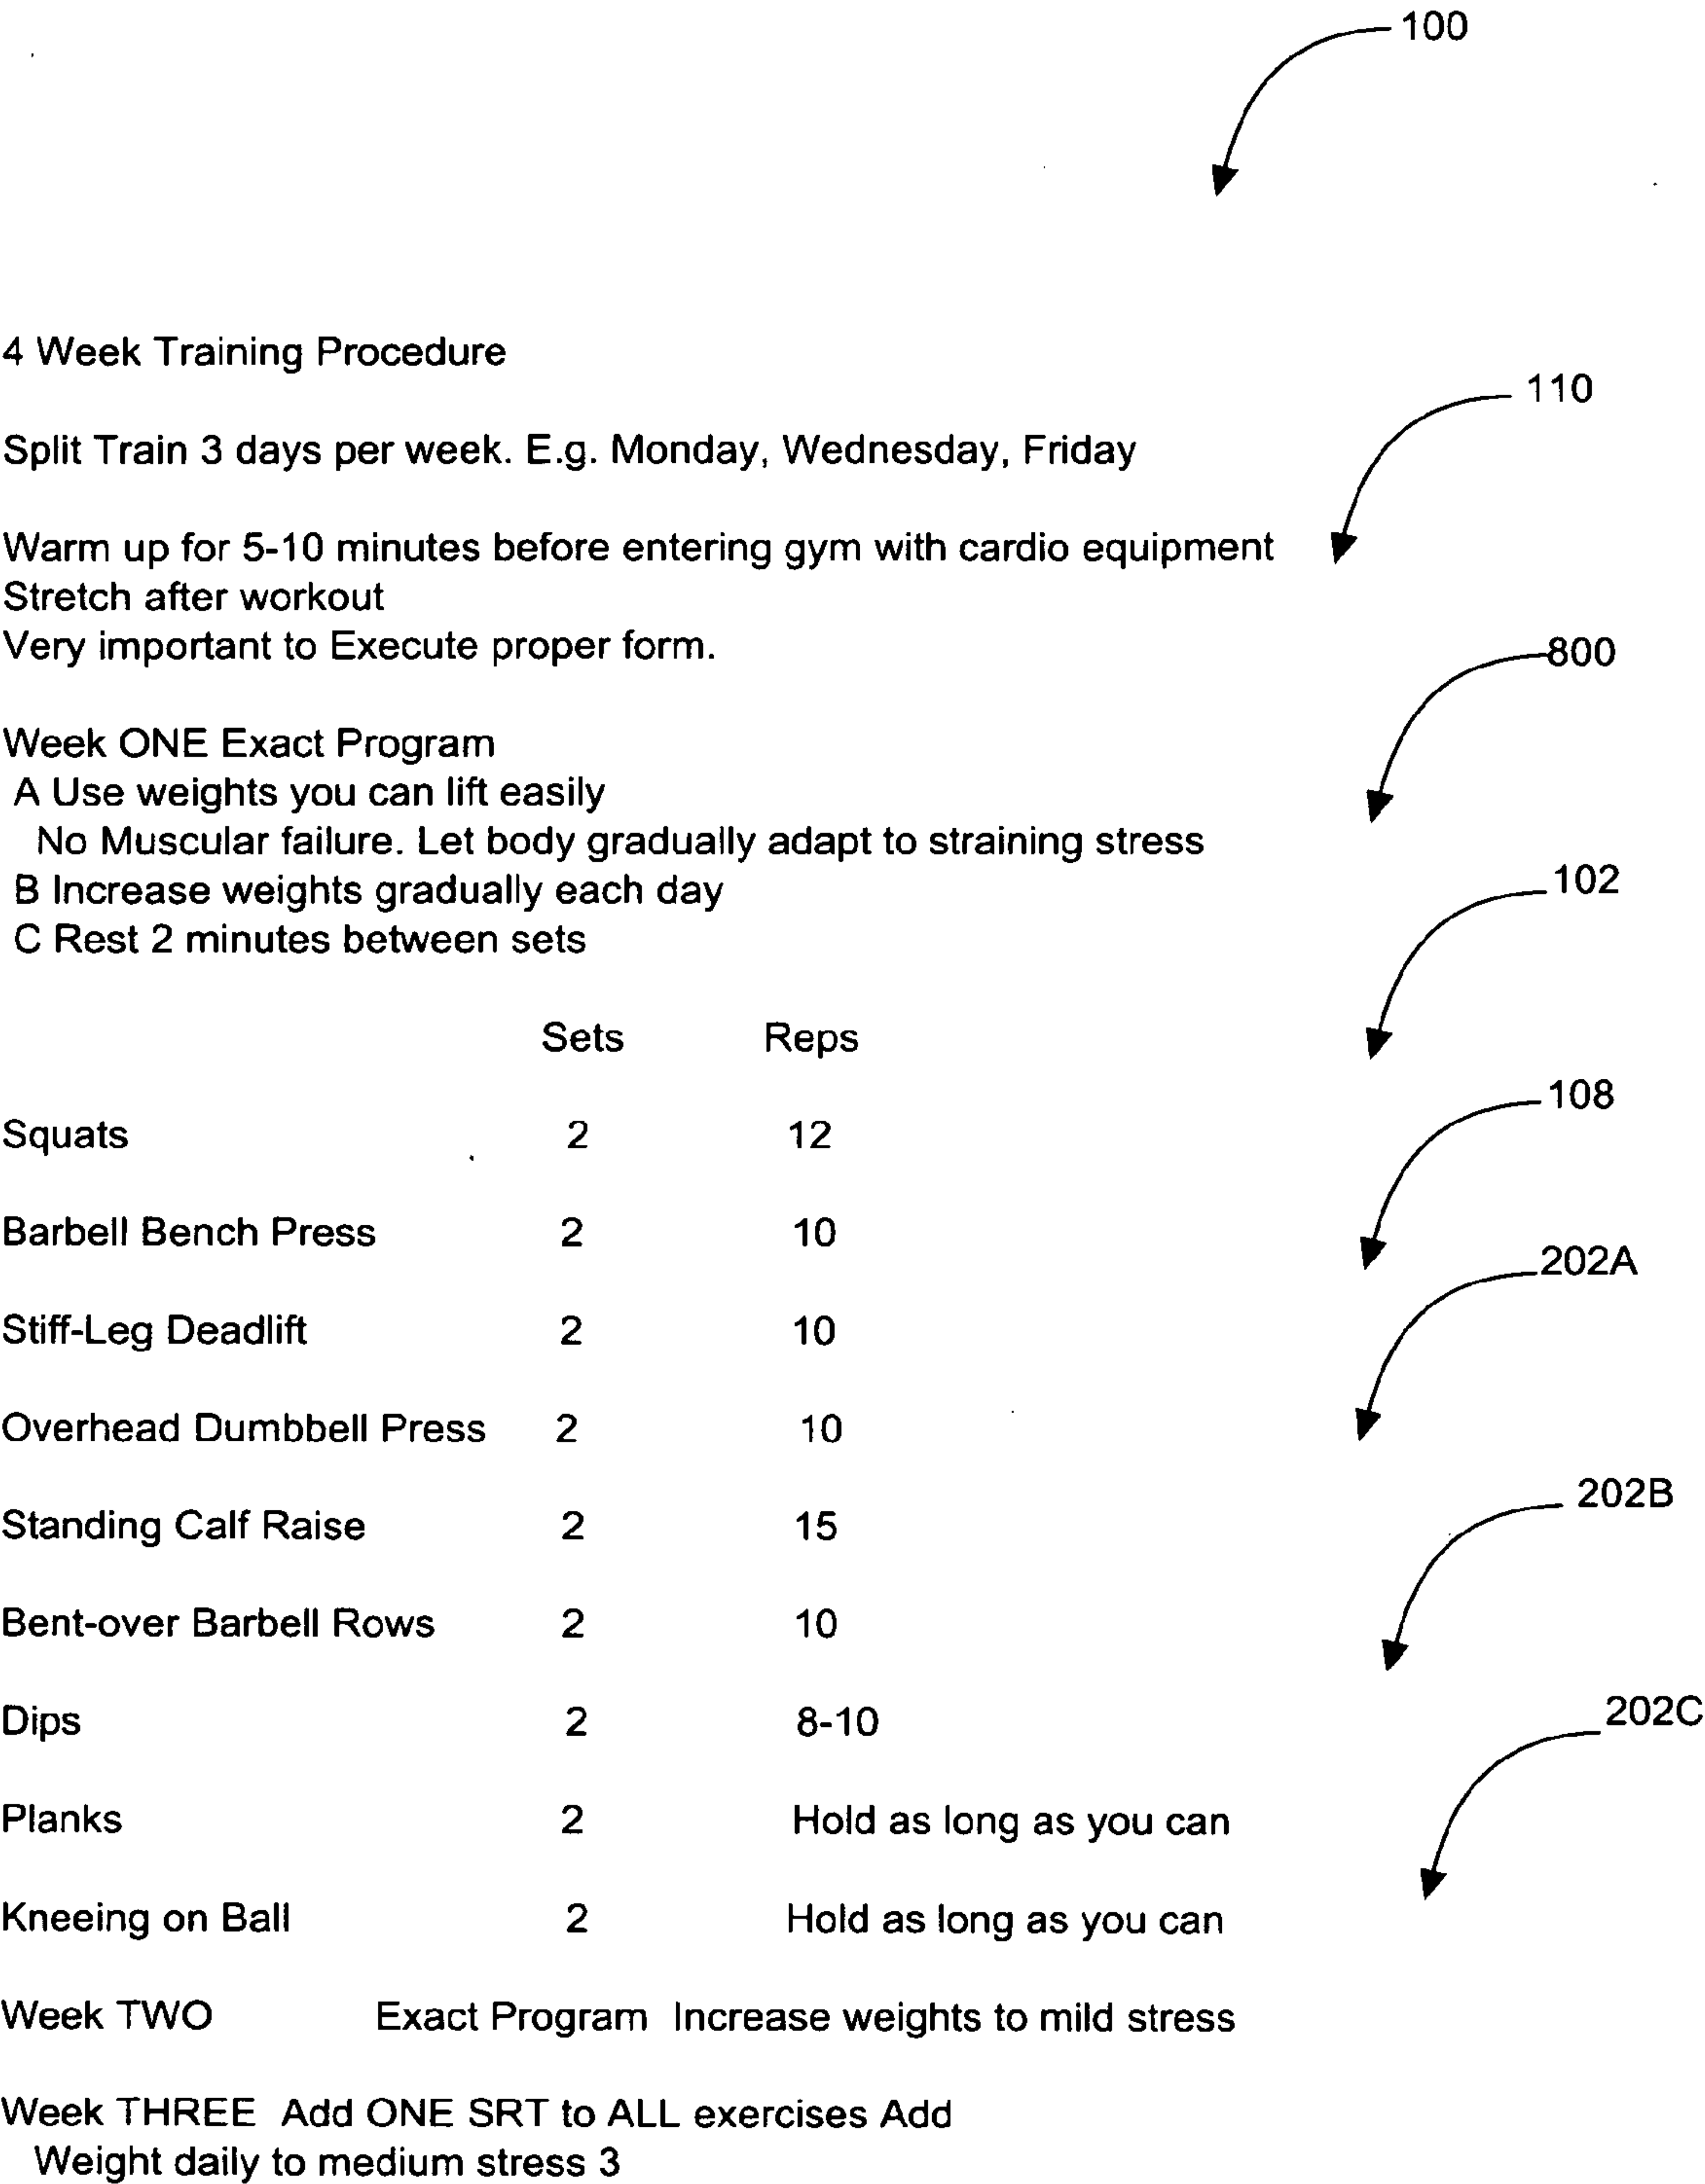 100
4 Week Training Procedure
110
Split Train 3 days per week. E.g. Monday, Wednesday, Friday
Warm up for 5-10 minutes before entering gym with cardio equipment
Stretch after workout
Very important to Execute proper form.
800
Week ONE Exact Program
A Use weights you can lift easily
No Muscular failure. Let body gradually adapt to straining stress
B Increase weights gradually each day
102
C Rest 2 minutes between sets
Sets Reps
108
Squats 2 12
Barbell Bench Press 2 10
202A
Stiff-Leg Deadlift 2 10
Overhead Dumbbell Press 2 10
202B
Standing Calf Raise 2 15
Bent-over Barbell Rows 2 10
202C
Dips 2 8-10
Planks 2 Hold as long as you can
Kneeing on Ball 2 Hold as long as you can
Week TWO Exact Program Increase weights to mild stress
Week THREE Add ONE SRT to ALL exercises Add
Weight daily to medium stress 3